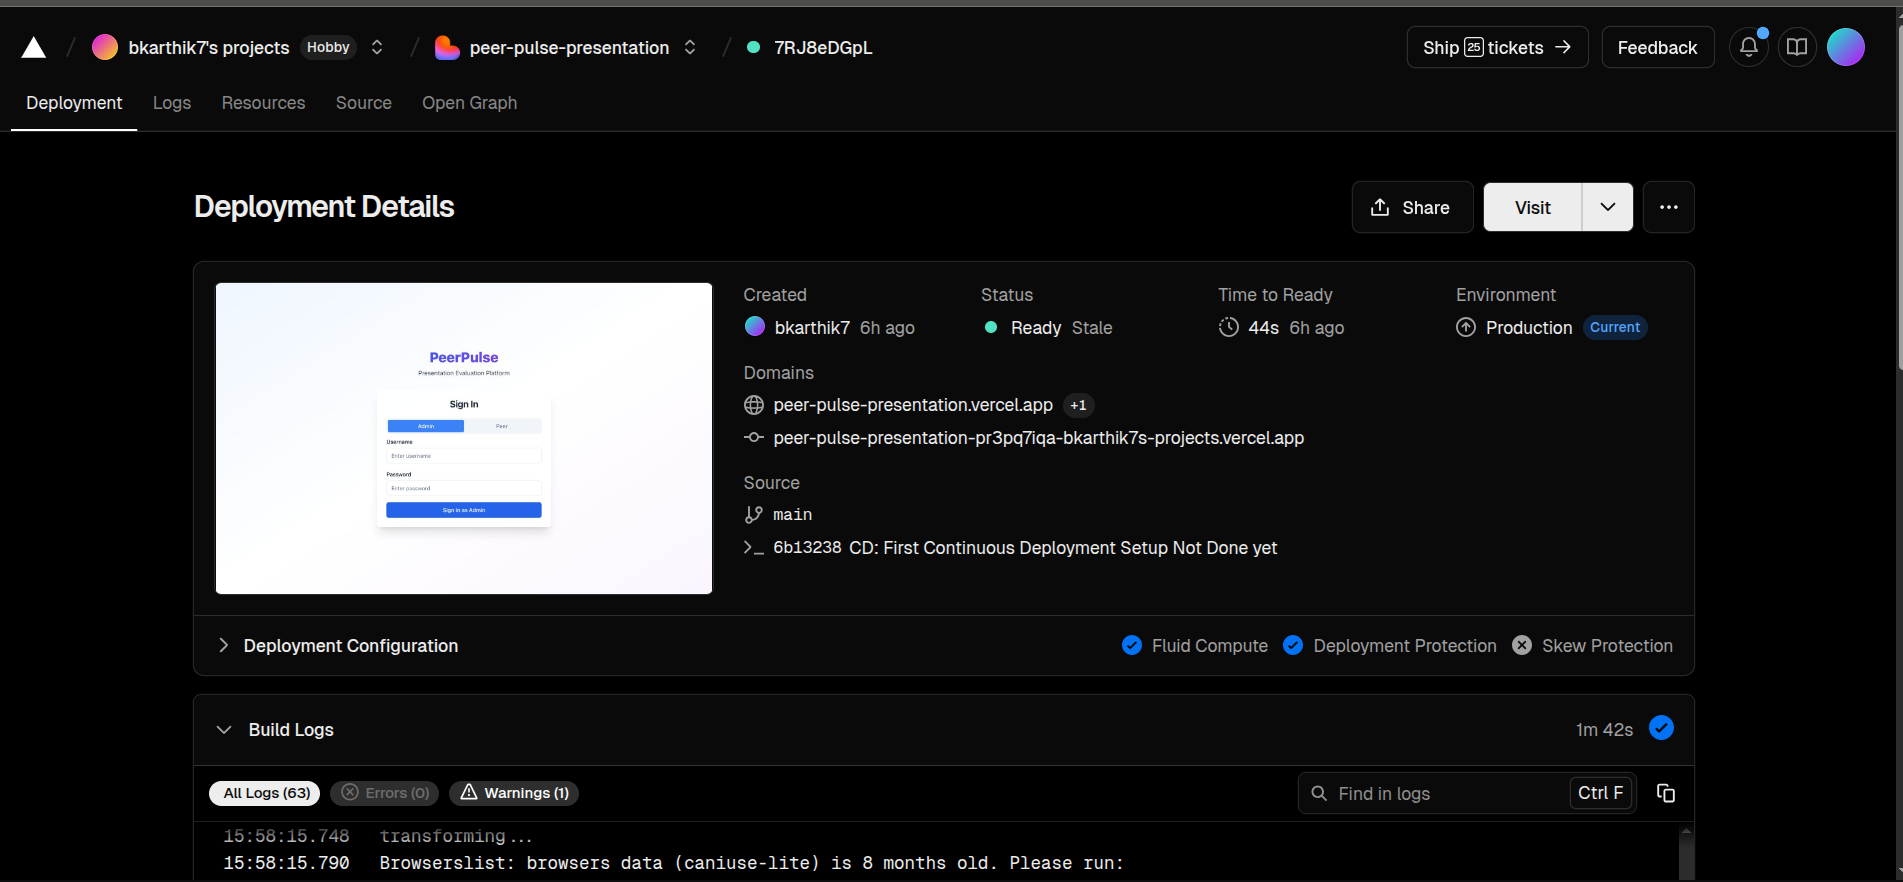 bkarthik7's projects Hobby peer-pulse-presentation 7RJ8eDGpL Ship 25 tickets → Feedback
Deployment Logs Resources Source Open Graph
Deployment Details Share Visit
Created Status Time to Ready Environment
bkarthik7 6h ago Ready Stale 44s 6h ago Production Current
Domains
peer-pulse-presentation.vercel.app +1
peer-pulse-presentation-pr3pq7iqa-bkarthik7s-projects.vercel.app
Source
main
6b13238 CD: First Continuous Deployment Setup Not Done yet
PeerPulse
Presentation Evaluation Platform
Sign In
Admin Peer
Username
Enter username
Password
Enter password
Sign in as Admin
Deployment Configuration Fluid Compute Deployment Protection Skew Protection
Build Logs 1m 42s
All Logs (63) Errors (0) Warnings (1) Find in logs Ctrl F
15:58:15.748 transforming...
15:58:15.790 Browserslist: browsers data (caniuse-lite) is 8 months old. Please run: